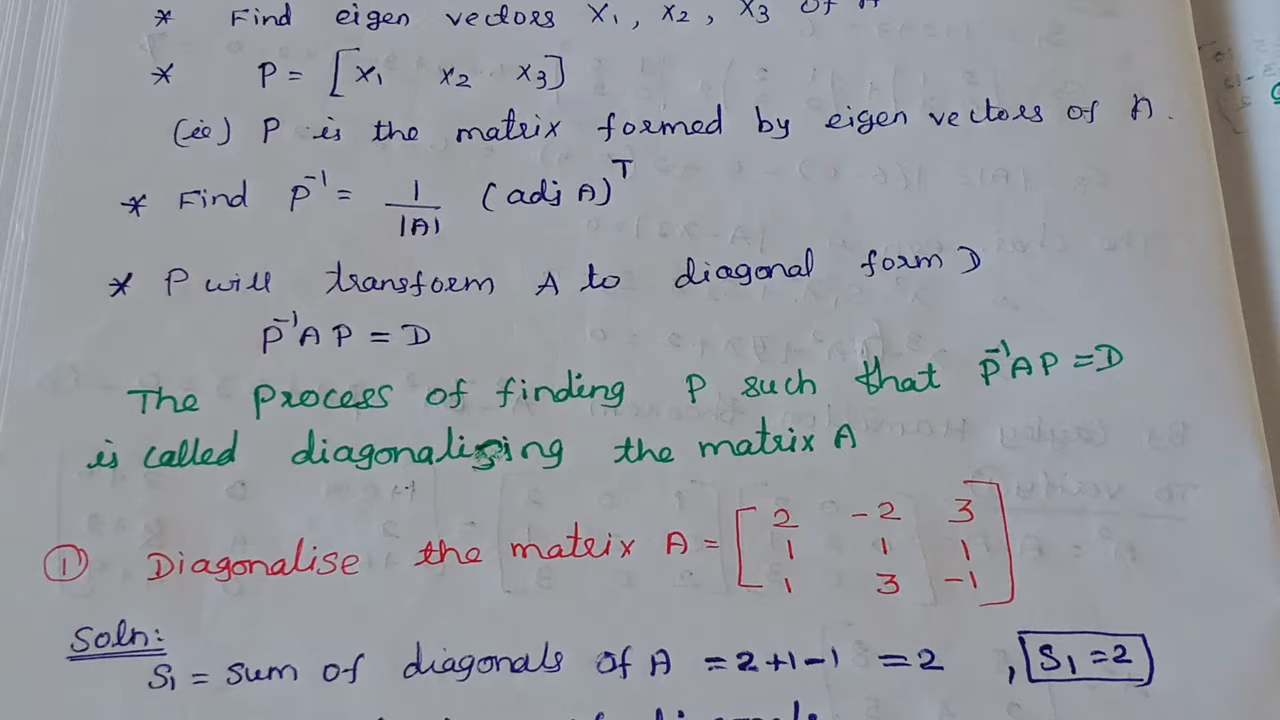 * Find eigen vectors X1, X2, X3 of A
* P = [X1 X2 X3]
(ie) P is the matrix formed by eigen vectors of A.
* Find P⁻¹ = 1/|A| (adj A)ᵀ
* P will transform A to diagonal form D
P⁻¹AP = D
The process of finding P such that P⁻¹AP = D
is called diagonalising the matrix A
① Diagonalise the matrix A = [2 -2 3
1 1 1
1 3 -1]
Soln:
S1 = sum of diagonals of A = 2+1-1 = 2, S1 = 2